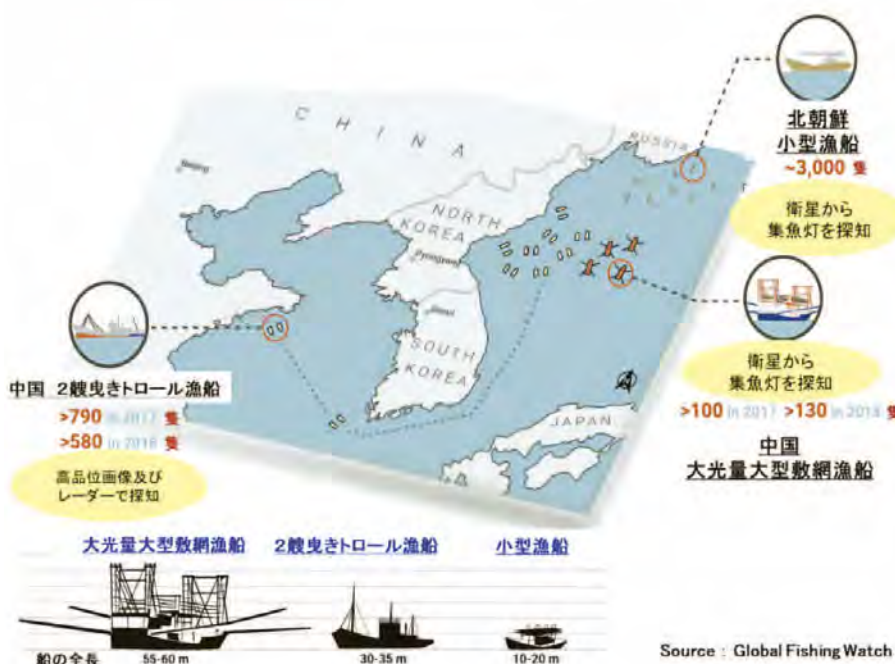 CHINA
RUSSIA
NORTH
KOREA
Pyongyang
SOUTH
KOREA
JAPAN
北朝鮮
小型漁船
~3,000 隻
衛星から
集魚灯を探知
衛星から
集魚灯を探知
>100 in 2017 >130 in 2018 隻
中国
大光量大型敷網漁船
中国 2艘曳きトロール漁船
>790 in 2017 隻
>580 in 2018 隻
高品位画像及び
レーダーで探知
大光量大型敷網漁船
2艘曳きトロール漁船
小型漁船
船の全長
55-60 m
30-35 m
10-20 m
Source : Global Fishing Watch